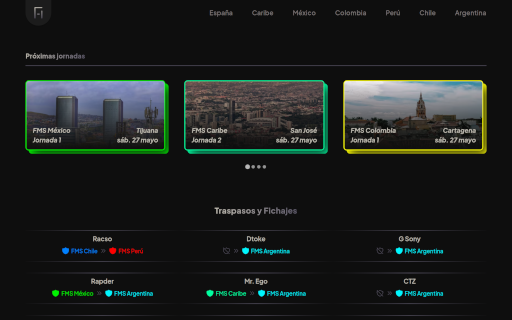 España Caribe México Colombia Perú Chile Argentina
Próximas jornadas
FMS México Tijuana
Jornada 1 sáb. 27 mayo
FMS Caribe San José
Jornada 2 sáb. 27 mayo
FMS Colombia Cartagena
Jornada 1 sáb. 27 mayo
Traspasos y Fichajes
Racso
FMS Chile » FMS Perú
Dtoke
» FMS Argentina
G Sony
» FMS Argentina
Rapder
FMS México » FMS Argentina
Mr. Ego
FMS Caribe » FMS Argentina
CTZ
» FMS Argentina